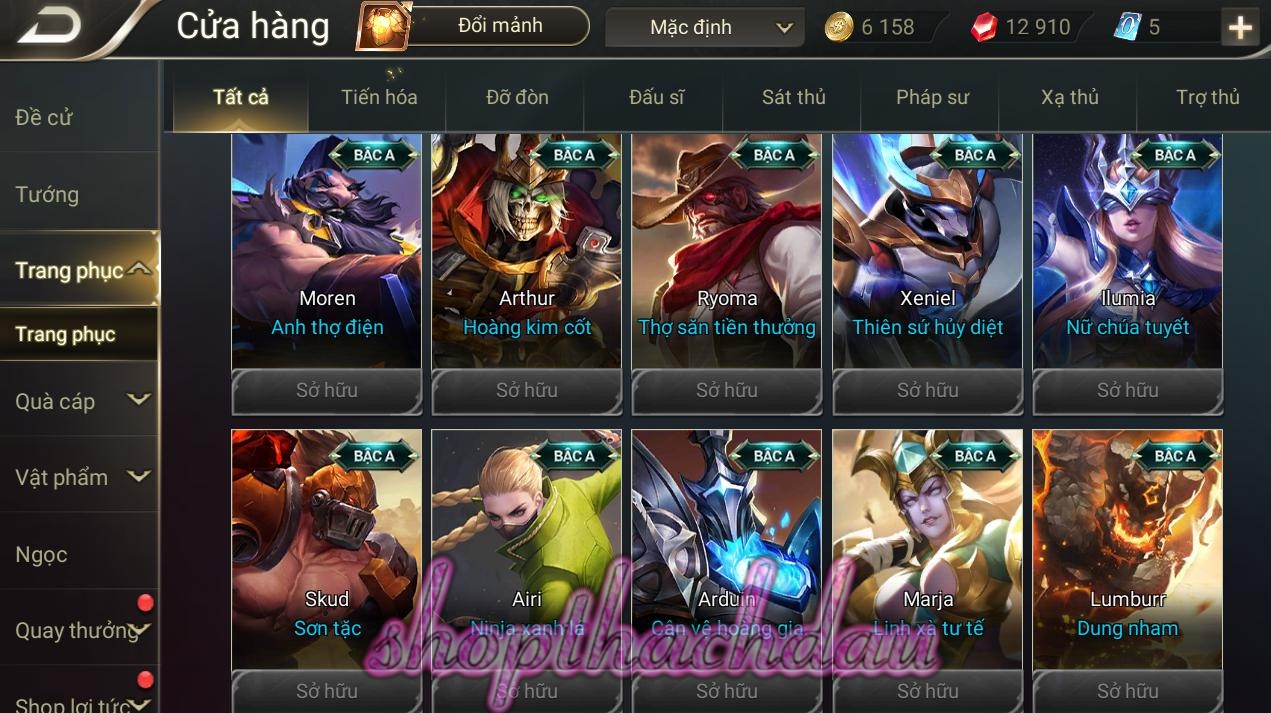 Cửa hàng
Đổi mảnh
Mặc định
6 158
12 910
5
Tất cả
Tiến hóa
Đỡ đòn
Đấu sĩ
Sát thủ
Pháp sư
Xạ thủ
Trợ thủ
Đề cử
Tướng
Trang phục
Trang phục
Quà cáp
Vật phẩm
Ngọc
Quay thưởng
Shop lợi tức
BẬC A
BẬC A
BẬC A
BẬC A
BẬC A
Moren
Arthur
Ryoma
Xeniel
Ilumia
Anh thợ điện
Hoàng kim cốt
Thợ săn tiền thưởng
Thiên sứ hủy diệt
Nữ chúa tuyết
Sở hữu
Sở hữu
Sở hữu
Sở hữu
Sở hữu
BẬC A
BẬC A
BẬC A
BẬC A
BẬC A
Skud
Airi
Arduin
Marja
Lumburr
Sơn tặc
Ninja xanh lá
Cận vệ hoàng gia
Linh xà tư tế
Dung nham
shopthachdau
Sở hữu
Sở hữu
Sở hữu
Sở hữu
Sở hữu